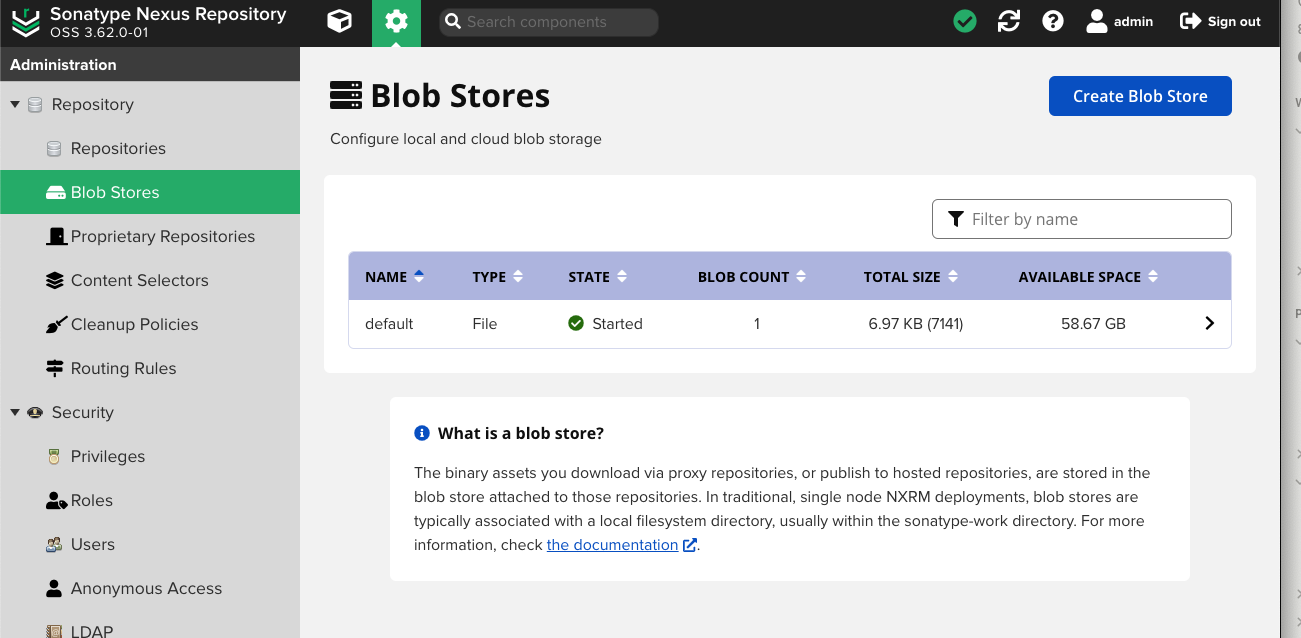 Sonatype Nexus Repository
OSS 3.62.0-01
Search components
admin
Sign out
Administration
Repository
Repositories
Blob Stores
Proprietary Repositories
Content Selectors
Cleanup Policies
Routing Rules
Security
Privileges
Roles
Users
Anonymous Access
LDAP
Blob Stores
Create Blob Store
Configure local and cloud blob storage
Filter by name
NAME TYPE STATE BLOB COUNT TOTAL SIZE AVAILABLE SPACE
default File Started 1 6.97 KB (7141) 58.67 GB
What is a blob store?
The binary assets you download via proxy repositories, or publish to hosted repositories, are stored in the
blob store attached to those repositories. In traditional, single node NXRM deployments, blob stores are
typically associated with a local filesystem directory, usually within the sonatype-work directory. For more
information, check the documentation.